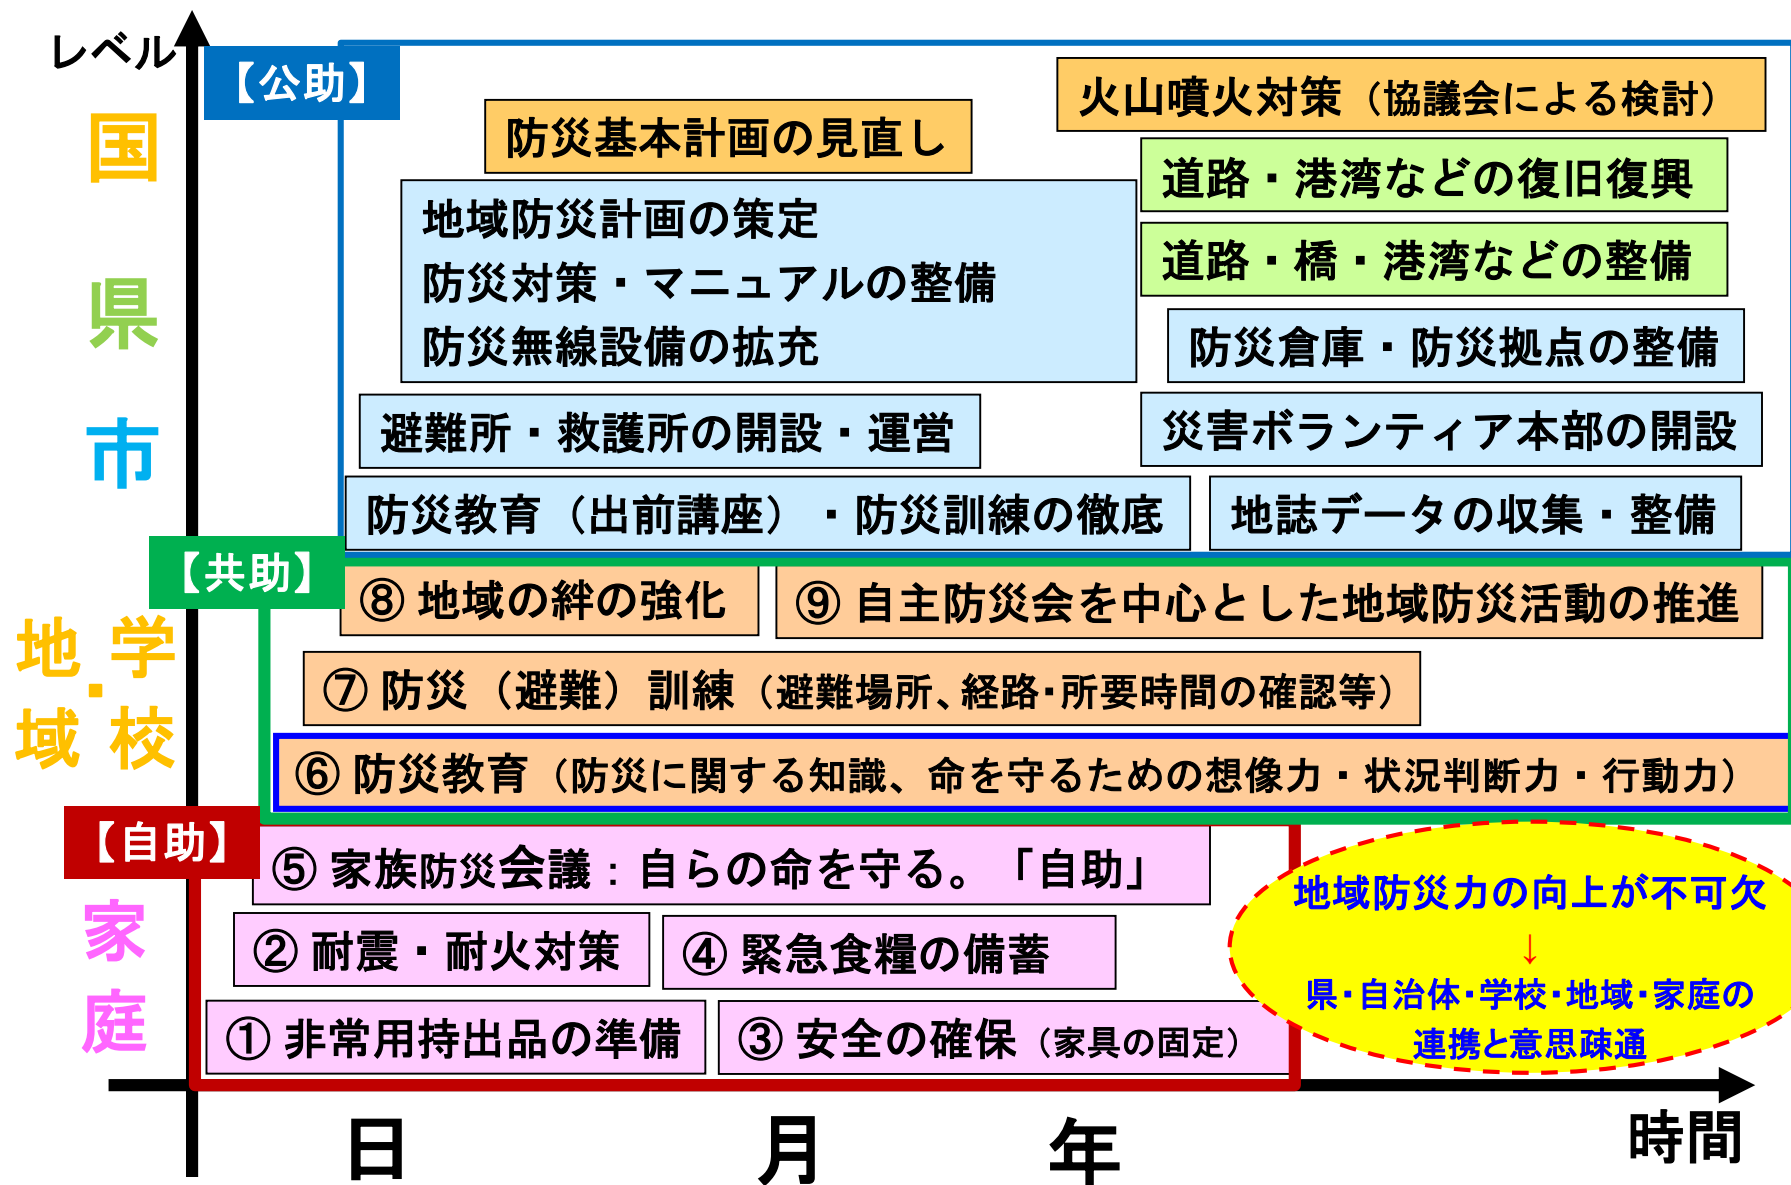 レベル
【公助】
火山噴火対策（協議会による検討）
防災基本計画の見直し
道路・港湾などの復旧復興
地域防災計画の策定
防災対策・マニュアルの整備
防災無線設備の拡充
道路・橋・港湾などの整備
防災倉庫・防災拠点の整備
避難所・救護所の開設・運営
災害ボランティア本部の開設
防災教育（出前講座）・防災訓練の徹底
地誌データの収集・整備
国
県
市
【共助】
⑧ 地域の絆の強化
⑨ 自主防災会を中心とした地域防災活動の推進
⑦ 防災（避難）訓練（避難場所、経路・所要時間の確認等）
⑥ 防災教育（防災に関する知識、命を守るための想像力・状況判断力・行動力）
学校
・
地域
【自助】
⑤ 家族防災会議：自らの命を守る。「自助」
② 耐震・耐火対策
④ 緊急食糧の備蓄
① 非常用持出品の準備
③ 安全の確保（家具の固定）
家庭
地域防災力の向上が不可欠
↓
県・自治体・学校・地域・家庭の
連携と意思疎通
日
月
年
時間